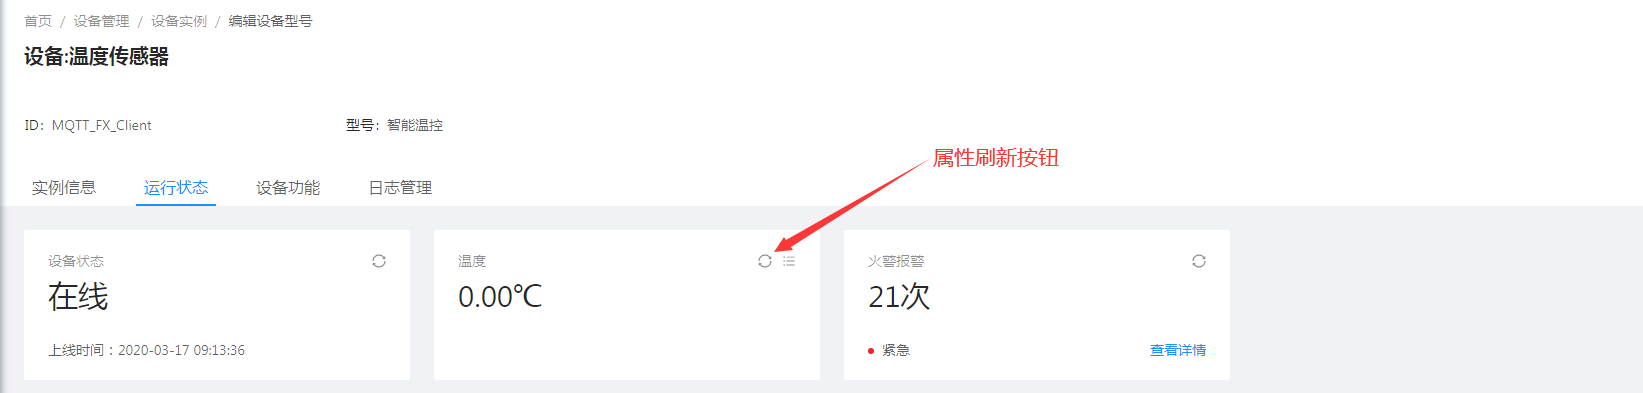 首页 / 设备管理 / 设备实例 / 编辑设备型号
设备:温度传感器
ID: MQTT_FX_Client 型号: 智能温控
属性刷新按钮
实例信息 运行状态 设备功能 日志管理
设备状态
在线
上线时间：2020-03-17 09:13:36
温度
0.00℃
火警报警
21次
紧急 查看详情